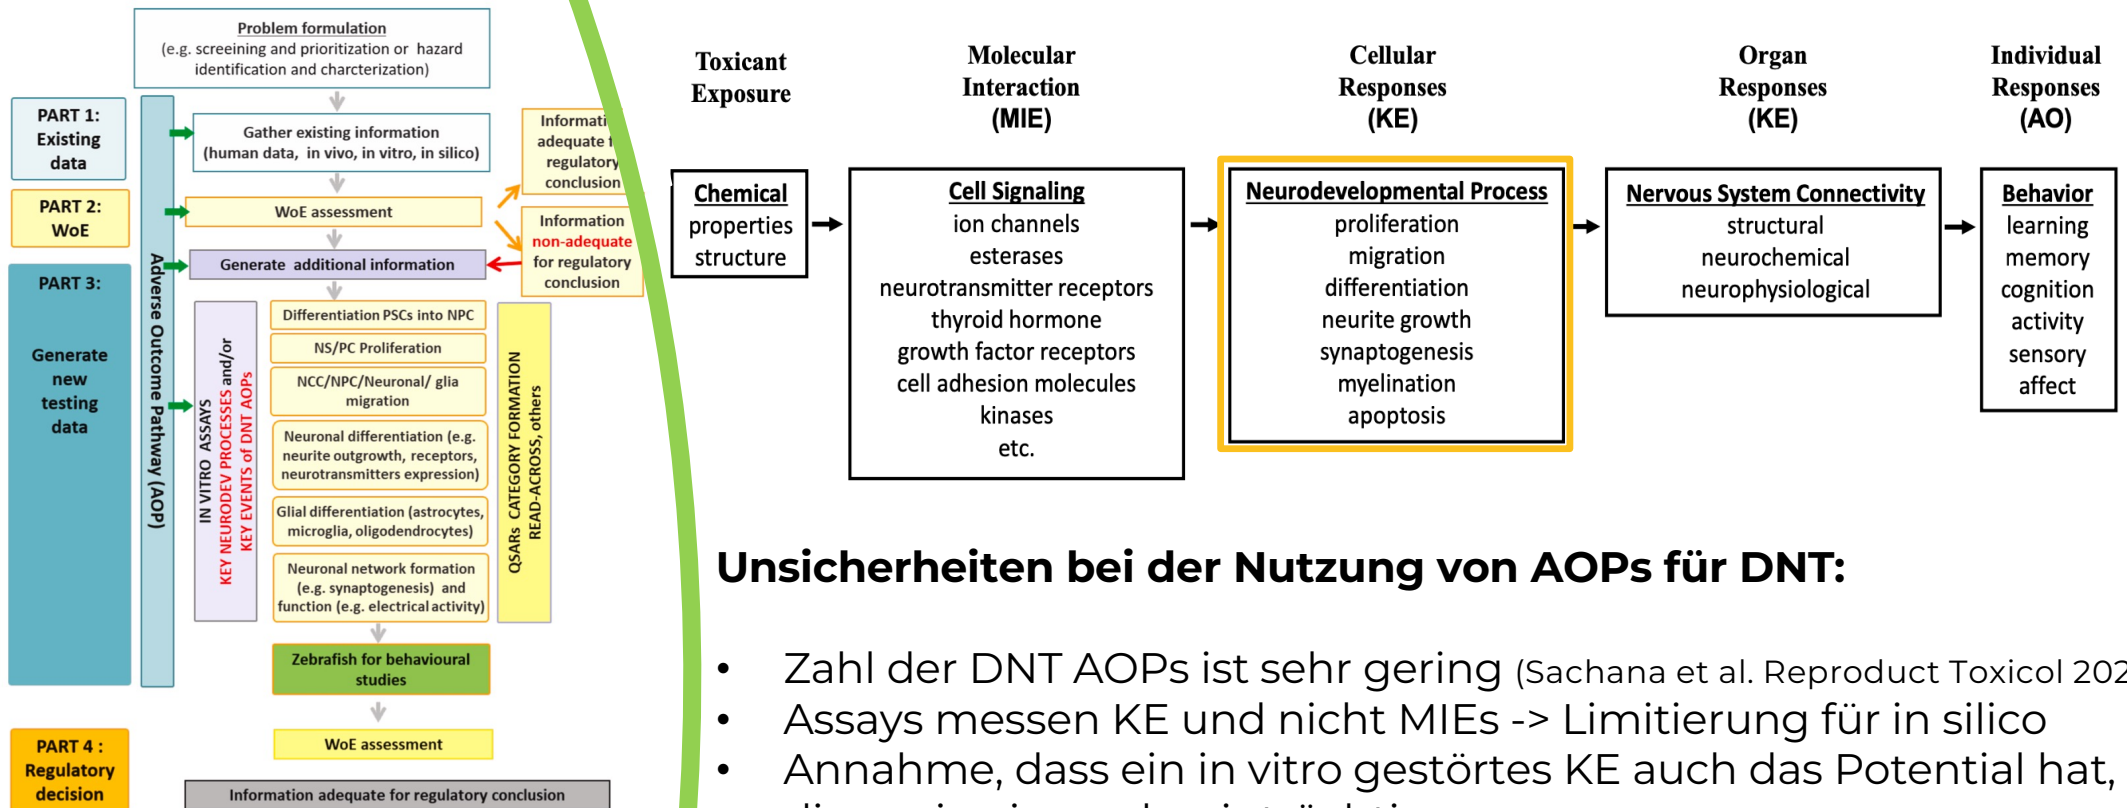 Problem formulation
(e.g. screeining and prioritization or hazard
identification and charcterization)
PART 1:
Existing
data
Gather existing information
(human data, in vivo, in vitro, in silico)
adequate
regulatory
conclusion
PART 2:
WoE
WoE assessment
Information
non-adequate
for regulatory
conclusion
Generate additional information
PART 3:
Generate
new
testing
data
Adverse Outcome Pathway (AOP)
IN VITRO ASSAYS
KEY NEURODEV PROCESSES and/or
KEY EVENTS of DNT AOPs
Differentiation PSCs into NPC
NS/PC Proliferation
NCC/NPC/Neuronal/ glia
migration
Neuronal differentiation (e.g.
neurite outgrowth, receptors,
neurotransmitters expression)
Glial differentiation (astrocytes,
microglia, oligodendrocytes)
Neuronal network formation
(e.g. synaptogenesis) and
function (e.g. electrical activity)
QSARs CATEGORY FORMATION
READ-ACROSS, others
Zebrafish for behavioural
studies
WoE assessment
PART 4 :
Regulatory
decision
Information adequate for regulatory conclusion
Toxicant
Exposure
Molecular
Interaction
(MIE)
Cellular
Responses
(KE)
Organ
Responses
(KE)
Individual
Responses
(AO)
Chemical
properties
structure
Cell Signaling
ion channels
esterases
neurotransmitter receptors
thyroid hormone
growth factor receptors
cell adhesion molecules
kinases
etc.
Neurodevelopmental Process
proliferation
migration
differentiation
neurite growth
synaptogenesis
myelination
apoptosis
Nervous System Connectivity
structural
neurochemical
neurophysiological
Behavior
learning
memory
cognition
activity
sensory
affect
Unsicherheiten bei der Nutzung von AOPs für DNT:
• Zahl der DNT AOPs ist sehr gering (Sachana et al. Reproduct Toxicol 202
• Assays messen KE und nicht MIEs -> Limitierung für in silico
• Annahme, dass ein in vitro gestörtes KE auch das Potential hat,